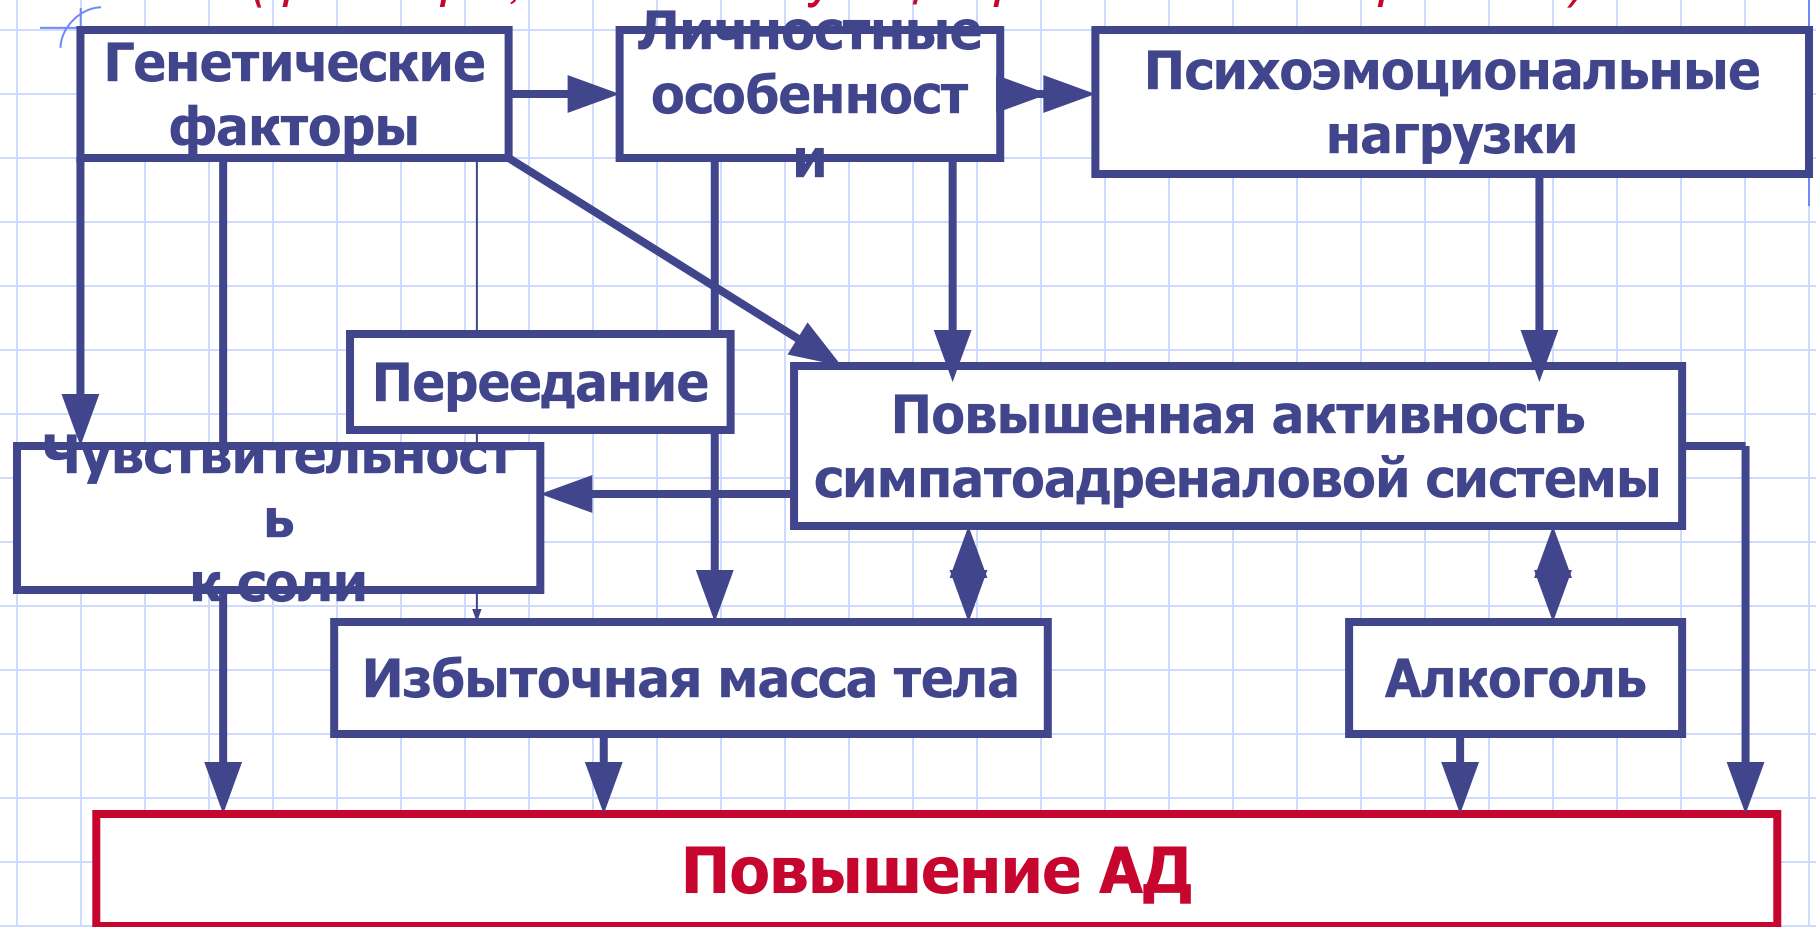 Генетические
факторы
Личностные
особенност
и
Психоэмоциональные
нагрузки
Переедание
Повышенная активность
симпатоадреналовой системы
Чувствительност
ь
к соли
Избыточная масса тела
Алкоголь
Повышение АД